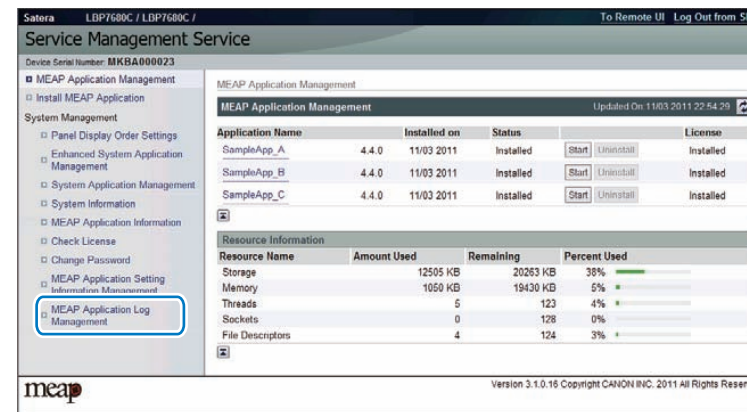 Satera LBP7680C / LBP7680C /
To Remote UI Log Out from S
Service Management Service
Device Serial Number: MKBA000023
MEAP Application Management
Install MEAP Application
System Management
Panel Display Order Settings
Enhanced System Application
Management
System Application Management
System Information
MEAP Application Information
Check License
Change Password
MEAP Application Setting
Information Management
MEAP Application Log
Management
MEAP Application Management
MEAP Application Management Updated On:11/03 2011 22:54:29
Application Name Installed on Status License
SampleApp_A 4.4.0 11/03 2011 Installed Start Uninstall Installed
SampleApp_B 4.4.0 11/03 2011 Installed Start Uninstall Installed
SampleApp_C 4.4.0 11/03 2011 Installed Start Uninstall Installed
Resource Information
Resource Name Amount Used Remaining Percent Used
Storage 12505 KB 20263 KB 38%
Memory 1050 KB 19430 KB 5%
Threads 5 123 4%
Sockets 0 128 0%
File Descriptors 4 124 3%
meap
Version 3.1.0.16 Copyright CANON INC. 2011 All Rights Reser